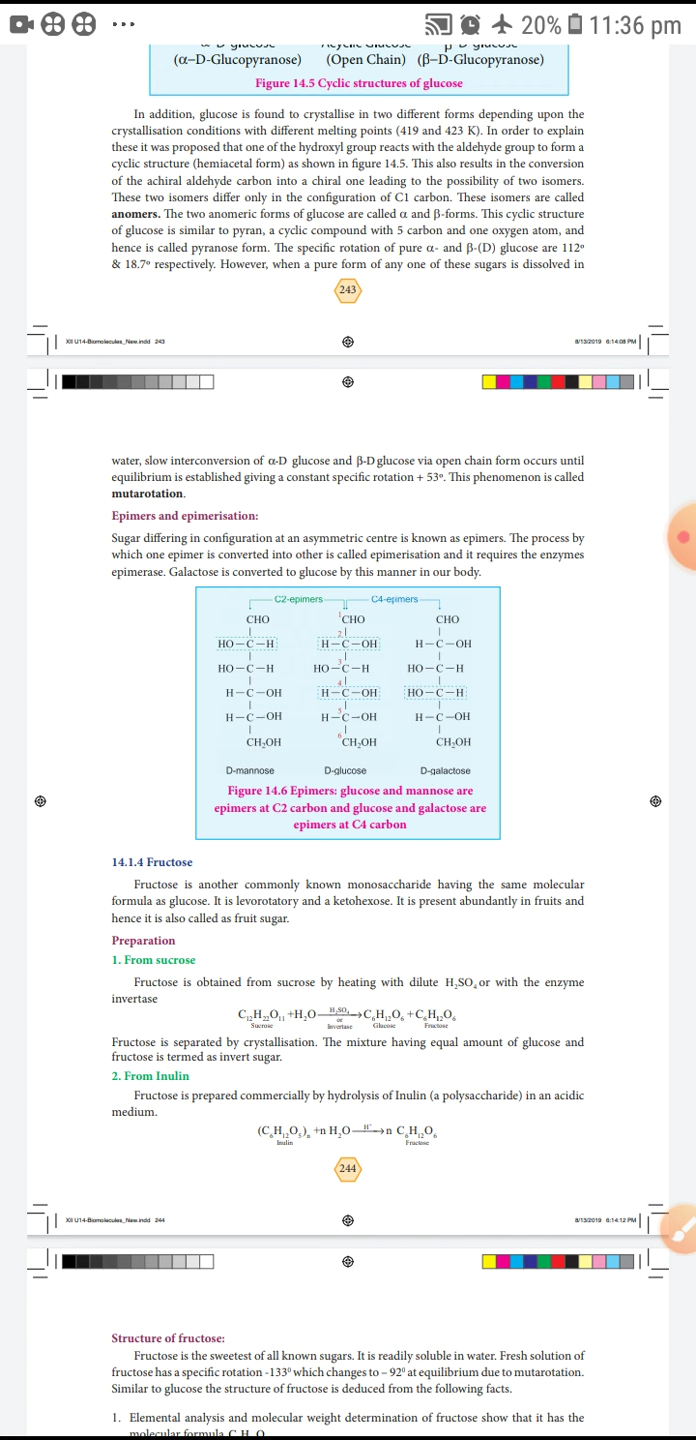 20% 11:36 pm
(α–D-Glucopyranose) (Open Chain) (β–D-Glucopyranose)
Figure 14.5 Cyclic structures of glucose
In addition, glucose is found to crystallise in two different forms depending upon the
crystallisation conditions with different melting points (419 and 423 K). In order to explain
these it was proposed that one of the hydroxyl group reacts with the aldehyde group to form a
cyclic structure (hemiacetal form) as shown in figure 14.5. This also results in the conversion
of the achiral aldehyde carbon into a chiral one leading to the possibility of two isomers.
These two isomers differ only in the configuration of C1 carbon. These isomers are called
anomers. The two anomeric forms of glucose are called α and β-forms. This cyclic structure
of glucose is similar to pyran, a cyclic compound with 5 carbon and one oxygen atom, and
hence is called pyranose form. The specific rotation of pure α- and β-(D) glucose are 112º
& 18.7º respectively. However, when a pure form of any one of these sugars is dissolved in
243
XII U14-Biomolecules_New.indd 243 8/13/2019 6:14:08 PM
water, slow interconversion of α-D glucose and β-D glucose via open chain form occurs until
equilibrium is established giving a constant specific rotation + 53º. This phenomenon is called
mutarotation.
Epimers and epimerisation:
Sugar differing in configuration at an asymmetric centre is known as epimers. The process by
which one epimer is converted into other is called epimerisation and it requires the enzymes
epimerase. Galactose is converted to glucose by this manner in our body.
C2-epimers C4-epimers
CHO 1CHO CHO
HO–C–H 2 H–C–OH H–C–OH
HO–C–H 3 HO–C–H HO–C–H
H–C–OH 4 H–C–OH HO–C–H
H–C–OH 5 H–C–OH H–C–OH
CH₂OH 6CH₂OH CH₂OH
D-mannose D-glucose D-galactose
Figure 14.6 Epimers: glucose and mannose are
epimers at C2 carbon and glucose and galactose are
epimers at C4 carbon
14.1.4 Fructose
Fructose is another commonly known monosaccharide having the same molecular
formula as glucose. It is levorotatory and a ketohexose. It is present abundantly in fruits and
hence it is also called as fruit sugar.
Preparation
1. From sucrose
Fructose is obtained from sucrose by heating with dilute H₂SO₄ or with the enzyme
invertase
C₁₂H₂₂O₁₁ +H₂O —H₂SO₄ or Invertase→ C₆H₁₂O₆ +C₆H₁₂O₆
Sucrose Glucose Fructose
Fructose is separated by crystallisation. The mixture having equal amount of glucose and
fructose is termed as invert sugar.
2. From Inulin
Fructose is prepared commercially by hydrolysis of Inulin (a polysaccharide) in an acidic
medium.
(C₆H₁₂O₅)ₙ +n H₂O —H⁺→ n C₆H₁₂O₆
Inulin Fructose
244
XII U14-Biomolecules_New.indd 244 8/13/2019 6:14:12 PM
Structure of fructose:
Fructose is the sweetest of all known sugars. It is readily soluble in water. Fresh solution of
fructose has a specific rotation -133⁰ which changes to – 92⁰ at equilibrium due to mutarotation.
Similar to glucose the structure of fructose is deduced from the following facts.
1. Elemental analysis and molecular weight determination of fructose show that it has the
molecular formula C H O